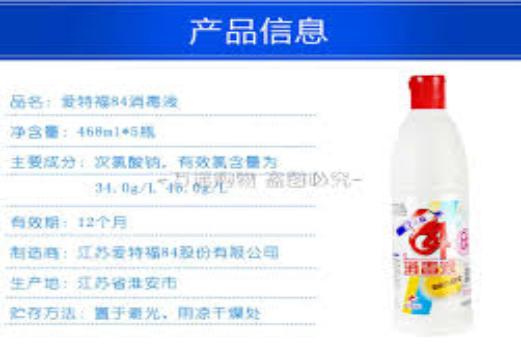 产品信息
品名：爱特福84消毒液
净含量：468ml*5瓶
主要成分：次氯酸钠，有效氯含量为
34.0g/L 46.0g/L
有效期：12个月
制造商：江苏爱特福84股份有限公司
生产地：江苏省淮安市
贮存方法：置于避光、阴凉干燥处
购物 盗图必究
84
消毒液